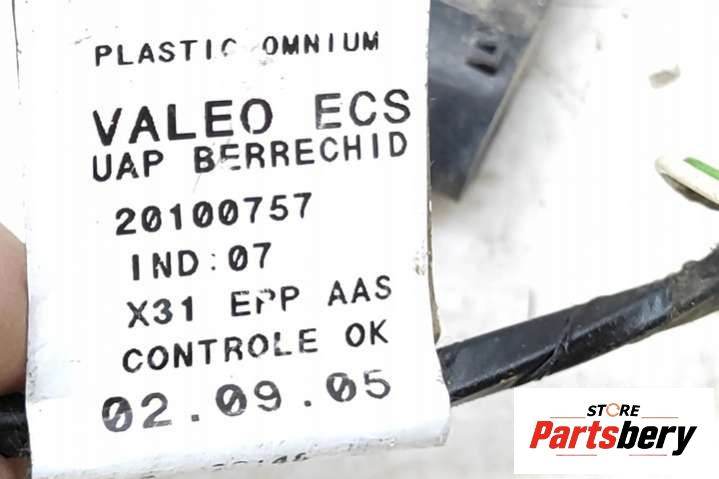 PLASTIC OMNIUM
VALEO ECS
UAP BERRECHID
20100757
IND:07
X31 EPP AAS
CONTROLE OK
02.09.05
STORE
Partsbery